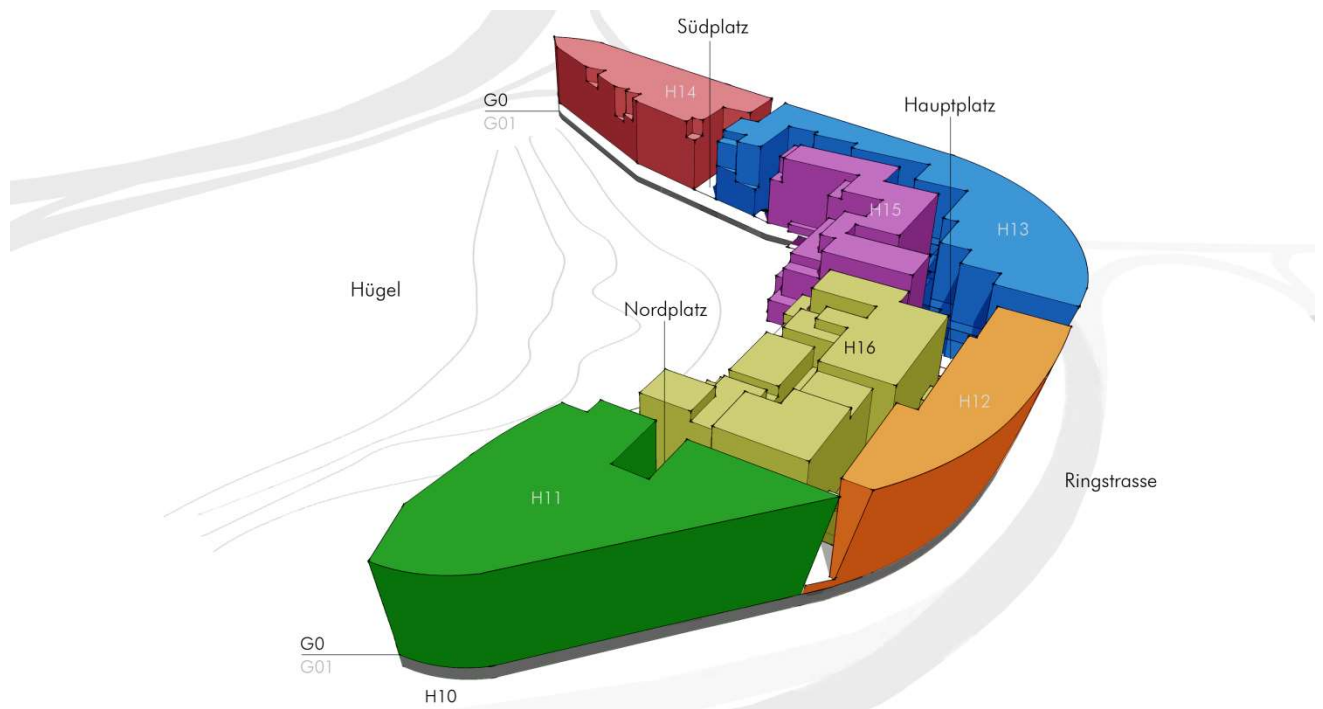 Südplatz
H14
G0
G01
Hauptplatz
H15
H13
Hügel
Nordplatz
H16
H12
Ringstrasse
H11
G0
G01
H10